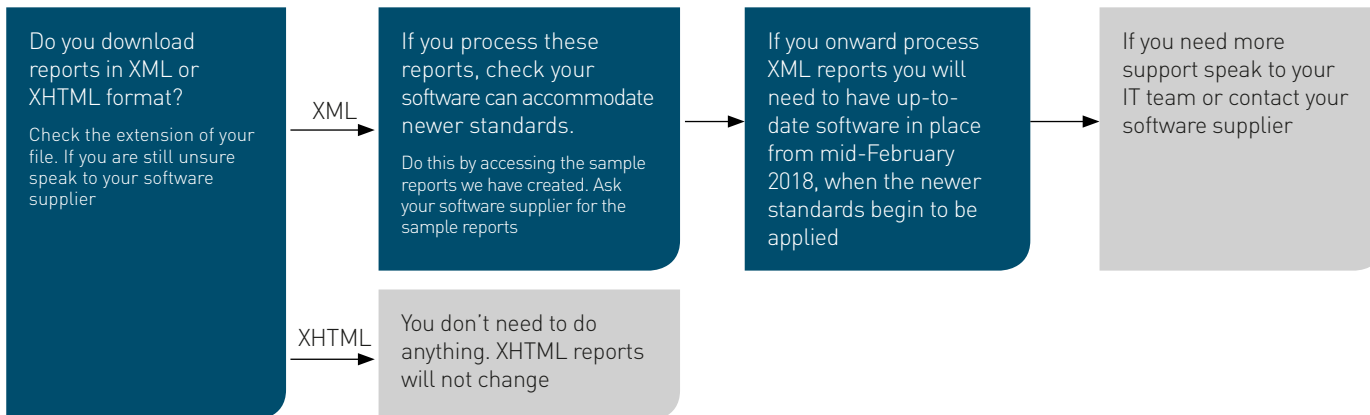 Do you download
reports in XML or
XHTML format?
Check the extension of your
file. If you are still unsure
speak to your software
supplier
XML
If you process these
reports, check your
software can accommodate
newer standards.
Do this by accessing the sample
reports we have created. Ask
your software supplier for the
sample reports
If you onward process
XML reports you will
need to have up-to-
date software in place
from mid-February
2018, when the newer
standards begin to be
applied
If you need more
support speak to your
IT team or contact your
software supplier
XHTML
You don’t need to do
anything. XHTML reports
will not change